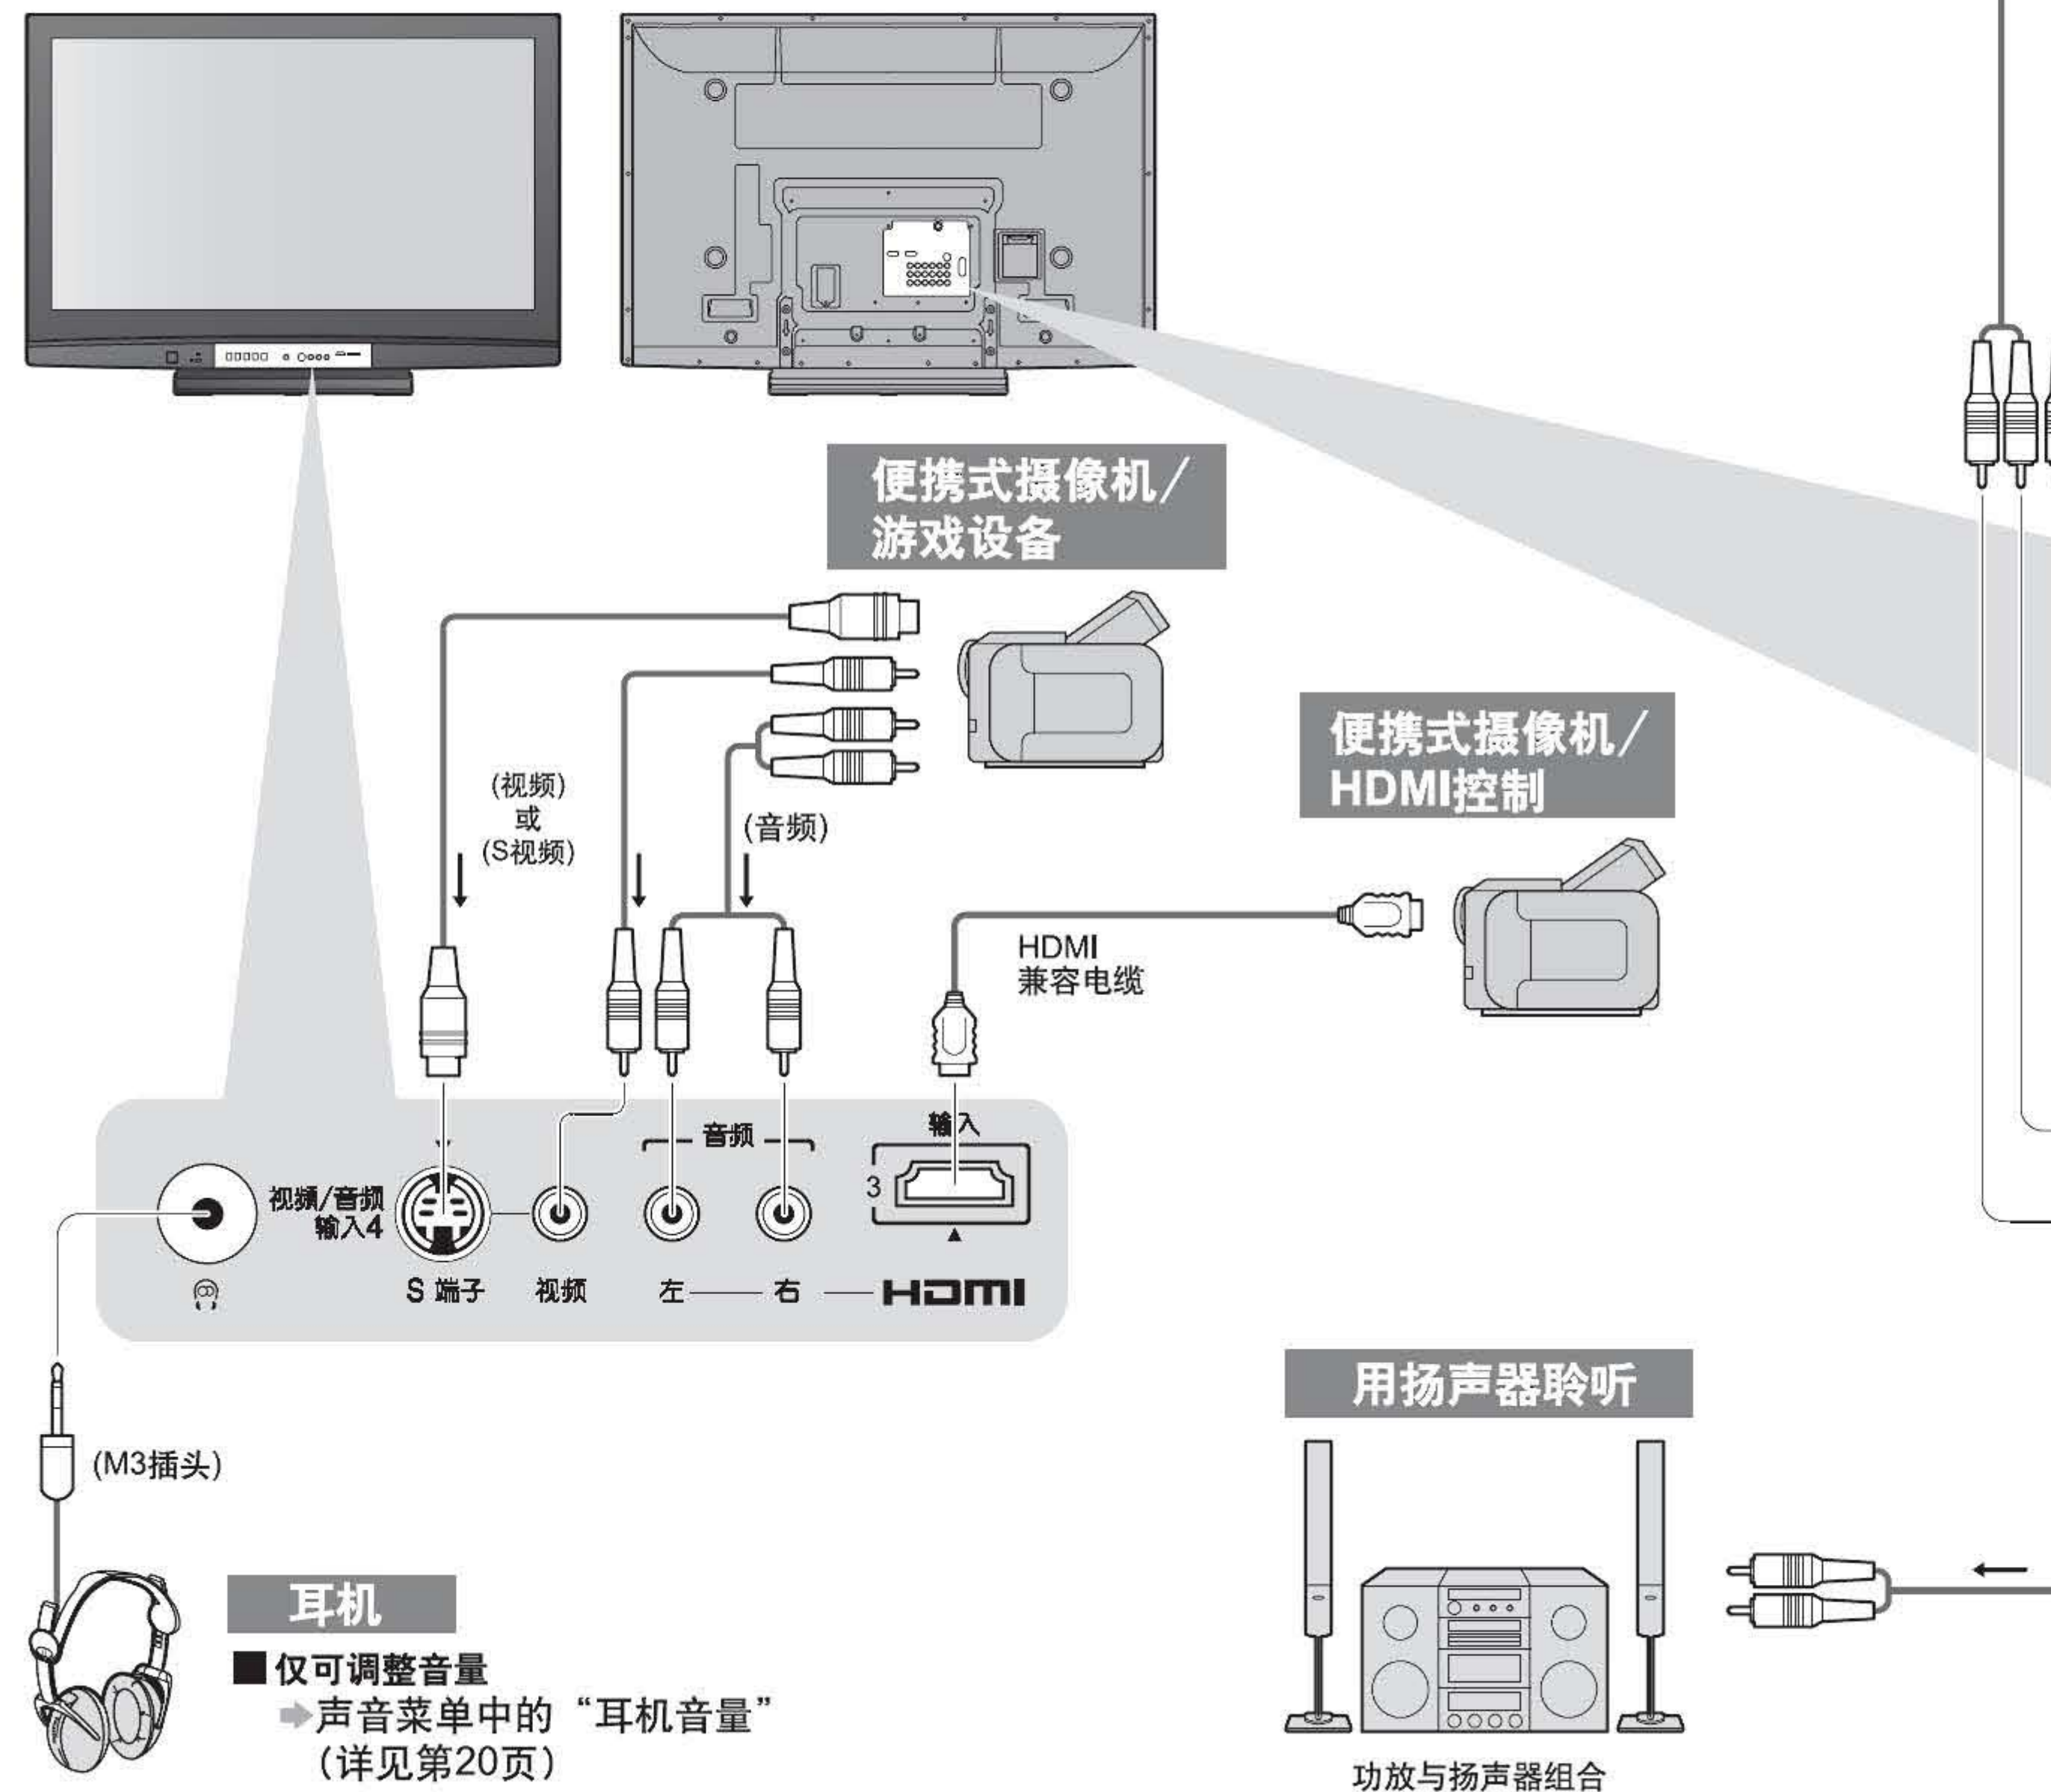 便携式摄像机/
游戏设备
(视频)
或
(S视频)
(音频)
便携式摄像机/
HDMI控制
HDMI
兼容电缆
音频
输入
3
视频/音频
输入4
S 端子
视频
左
右
HDMI
(M3插头)
耳机
■仅可调整音量
➡声音菜单中的“耳机音量”
(详见第20页)
用扬声器聆听
功放与扬声器组合